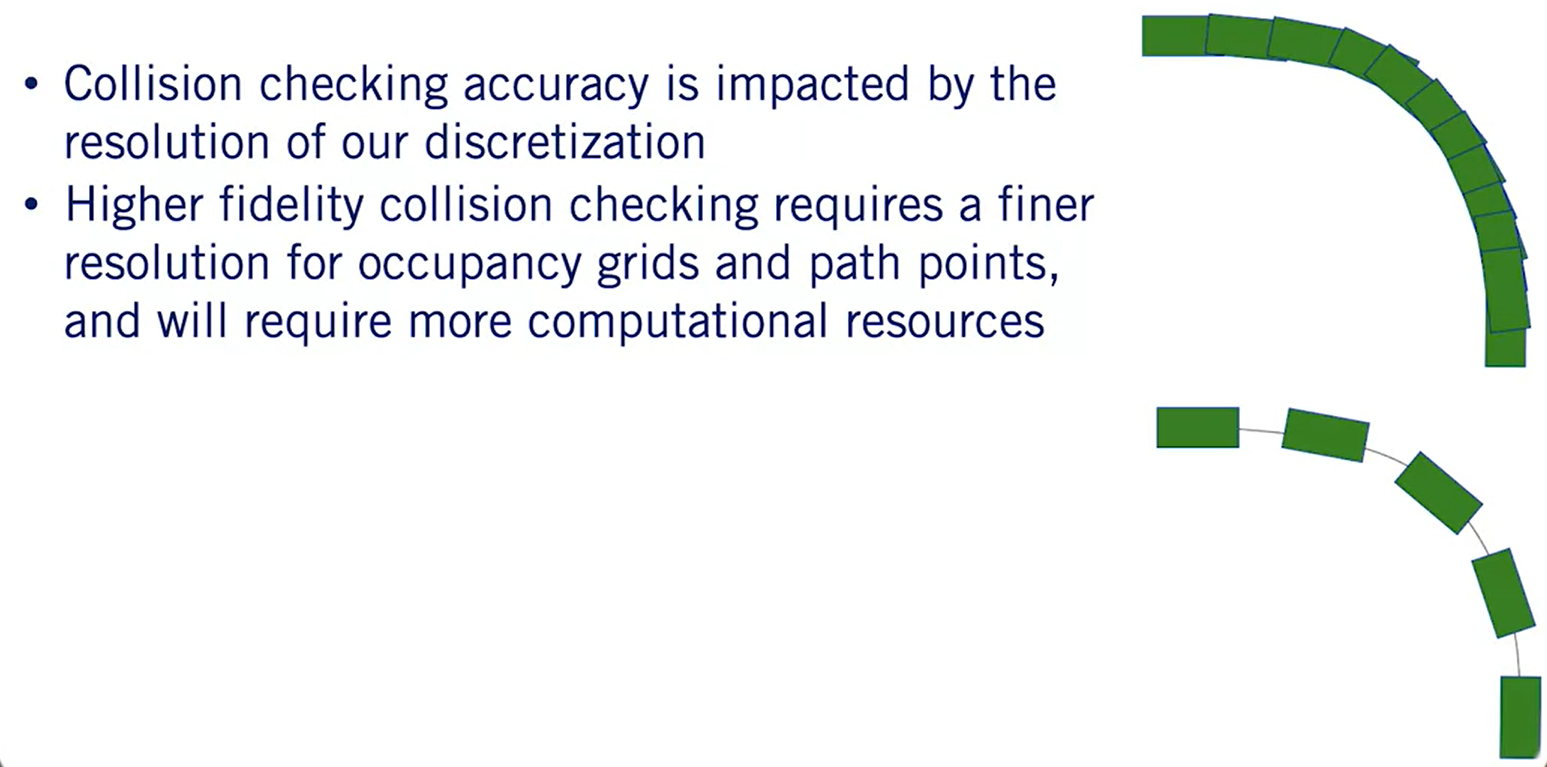 • Collision checking accuracy is impacted by the
resolution of our discretization
• Higher fidelity collision checking requires a finer
resolution for occupancy grids and path points,
and will require more computational resources